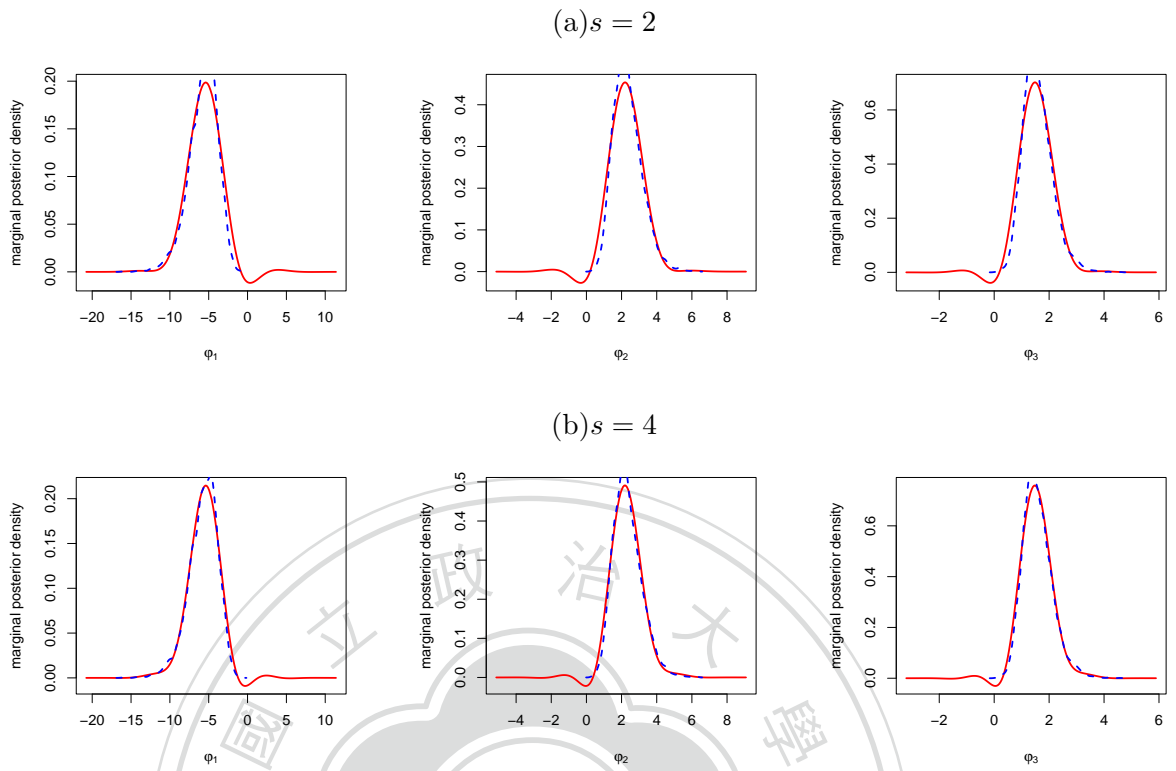 (a)s = 2
marginal posterior density
0.00 0.05 0.10 0.15 0.20
−20 −15 −10 −5 0 5 10
φ₁
marginal posterior density
0.0 0.1 0.2 0.3 0.4
−4 −2 0 2 4 6 8
φ₂
marginal posterior density
0.0 0.2 0.4 0.6
−2 0 2 4 6
φ₃
(b)s = 4
marginal posterior density
0.00 0.05 0.10 0.15 0.20
−20 −15 −10 −5 0 5 10
φ₁
marginal posterior density
0.0 0.1 0.2 0.3 0.4 0.5
−4 −2 0 2 4 6 8
φ₂
marginal posterior density
0.0 0.2 0.4 0.6
−2 0 2 4 6
φ₃
國立政治大學